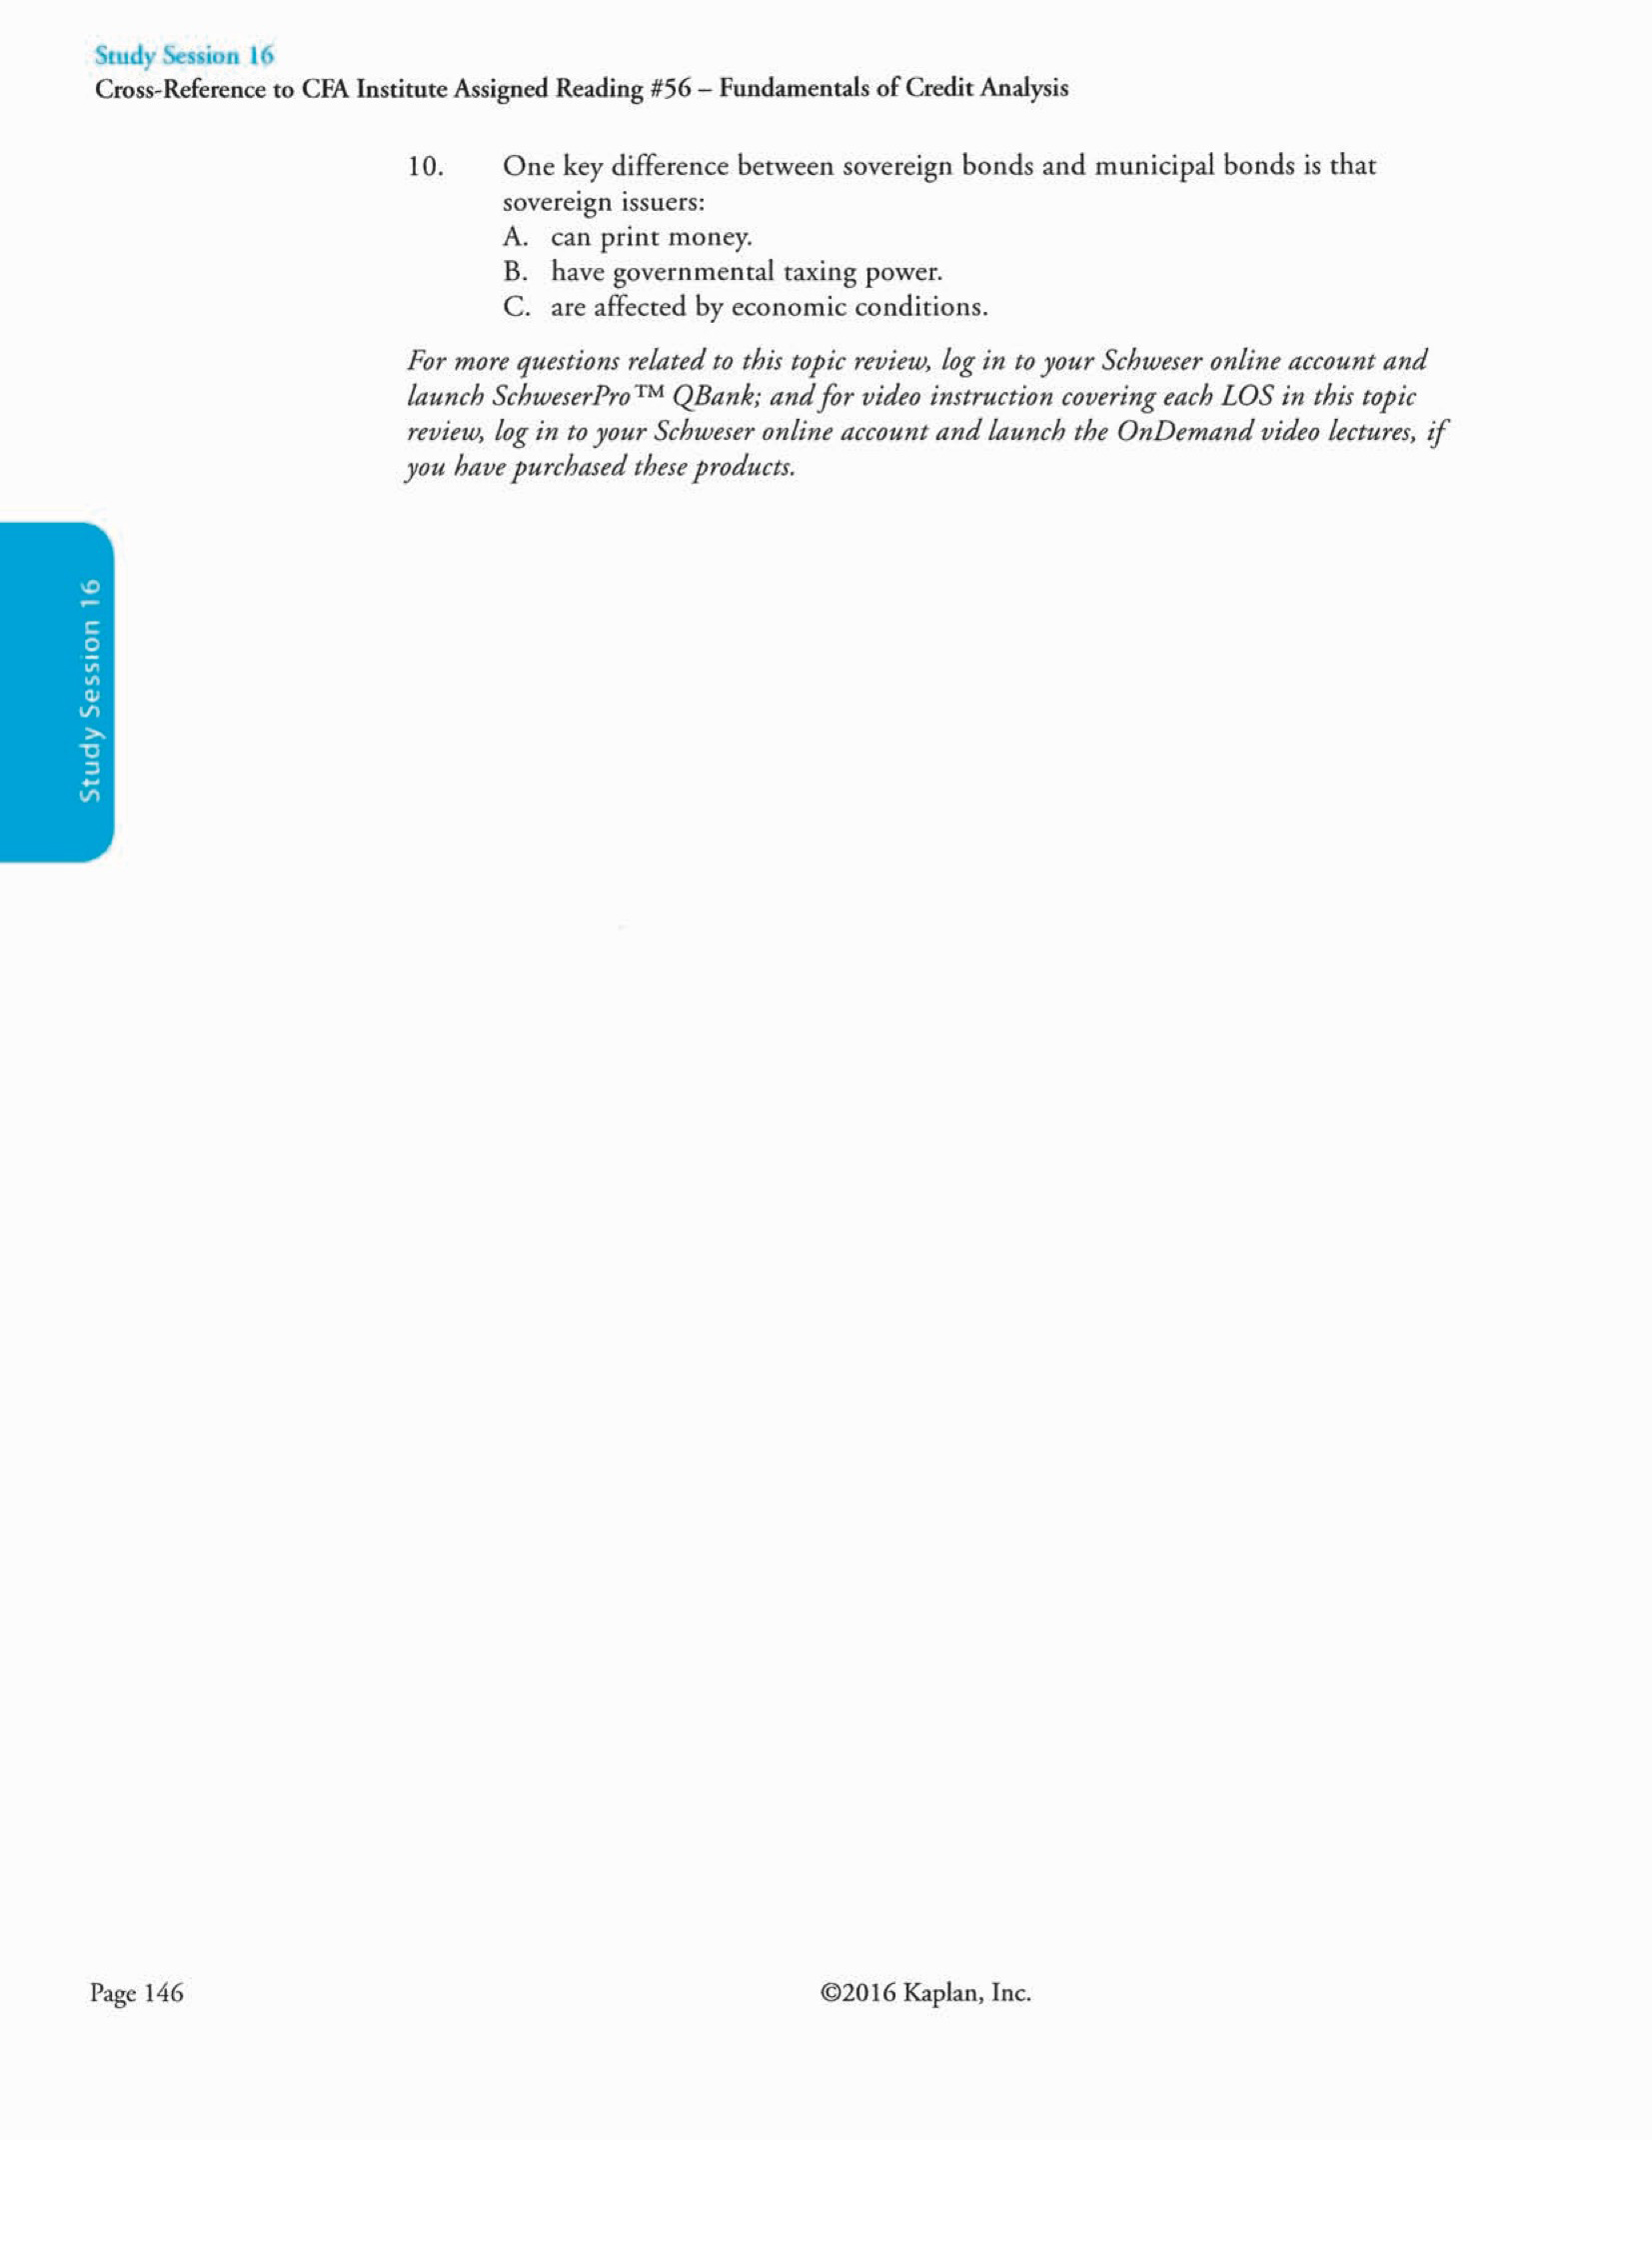 Study Session 16
Cross-Reference to CFA Institute Assigned Reading #56 – Fundamentals of Credit Analysis
10. One key difference between sovereign bonds and municipal bonds is that
sovereign issuers:
A. can print money.
B. have governmental taxing power.
C. are affected by economic conditions.
For more questions related to this topic review, log in to your Schweser online account and
launch SchweserPro™ QBank; and for video instruction covering each LOS in this topic
review, log in to your Schweser online account and launch the OnDemand video lectures, if
you have purchased these products.
Study Session 16
Page 146
©2016 Kaplan, Inc.